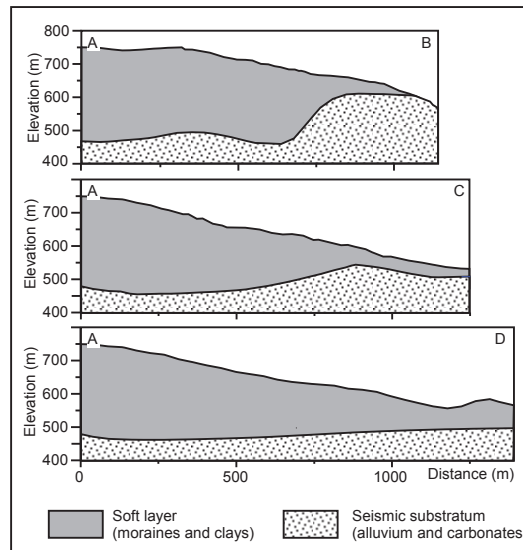 800
A
B
700
600
500
400
Elevation (m)
A
C
700
600
500
400
Elevation (m)
A
D
700
600
500
400
Elevation (m)
0
500
1000
Distance (m)
Soft layer
(moraines and clays)
Seismic substratum
(alluvium and carbonates